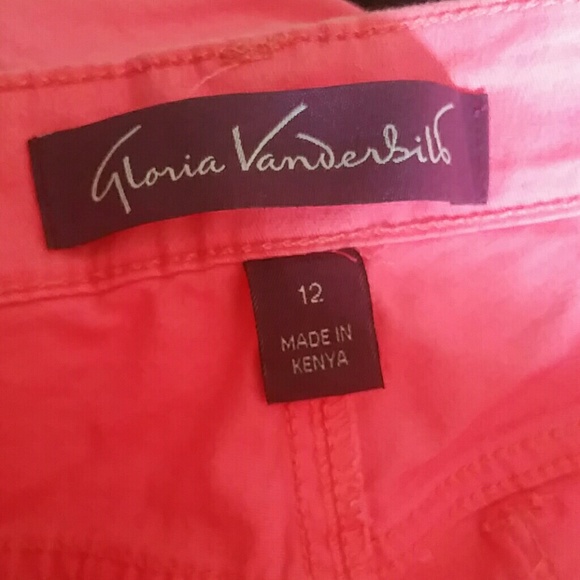 Gloria Vanderbilt
12
MADE IN
KENYA